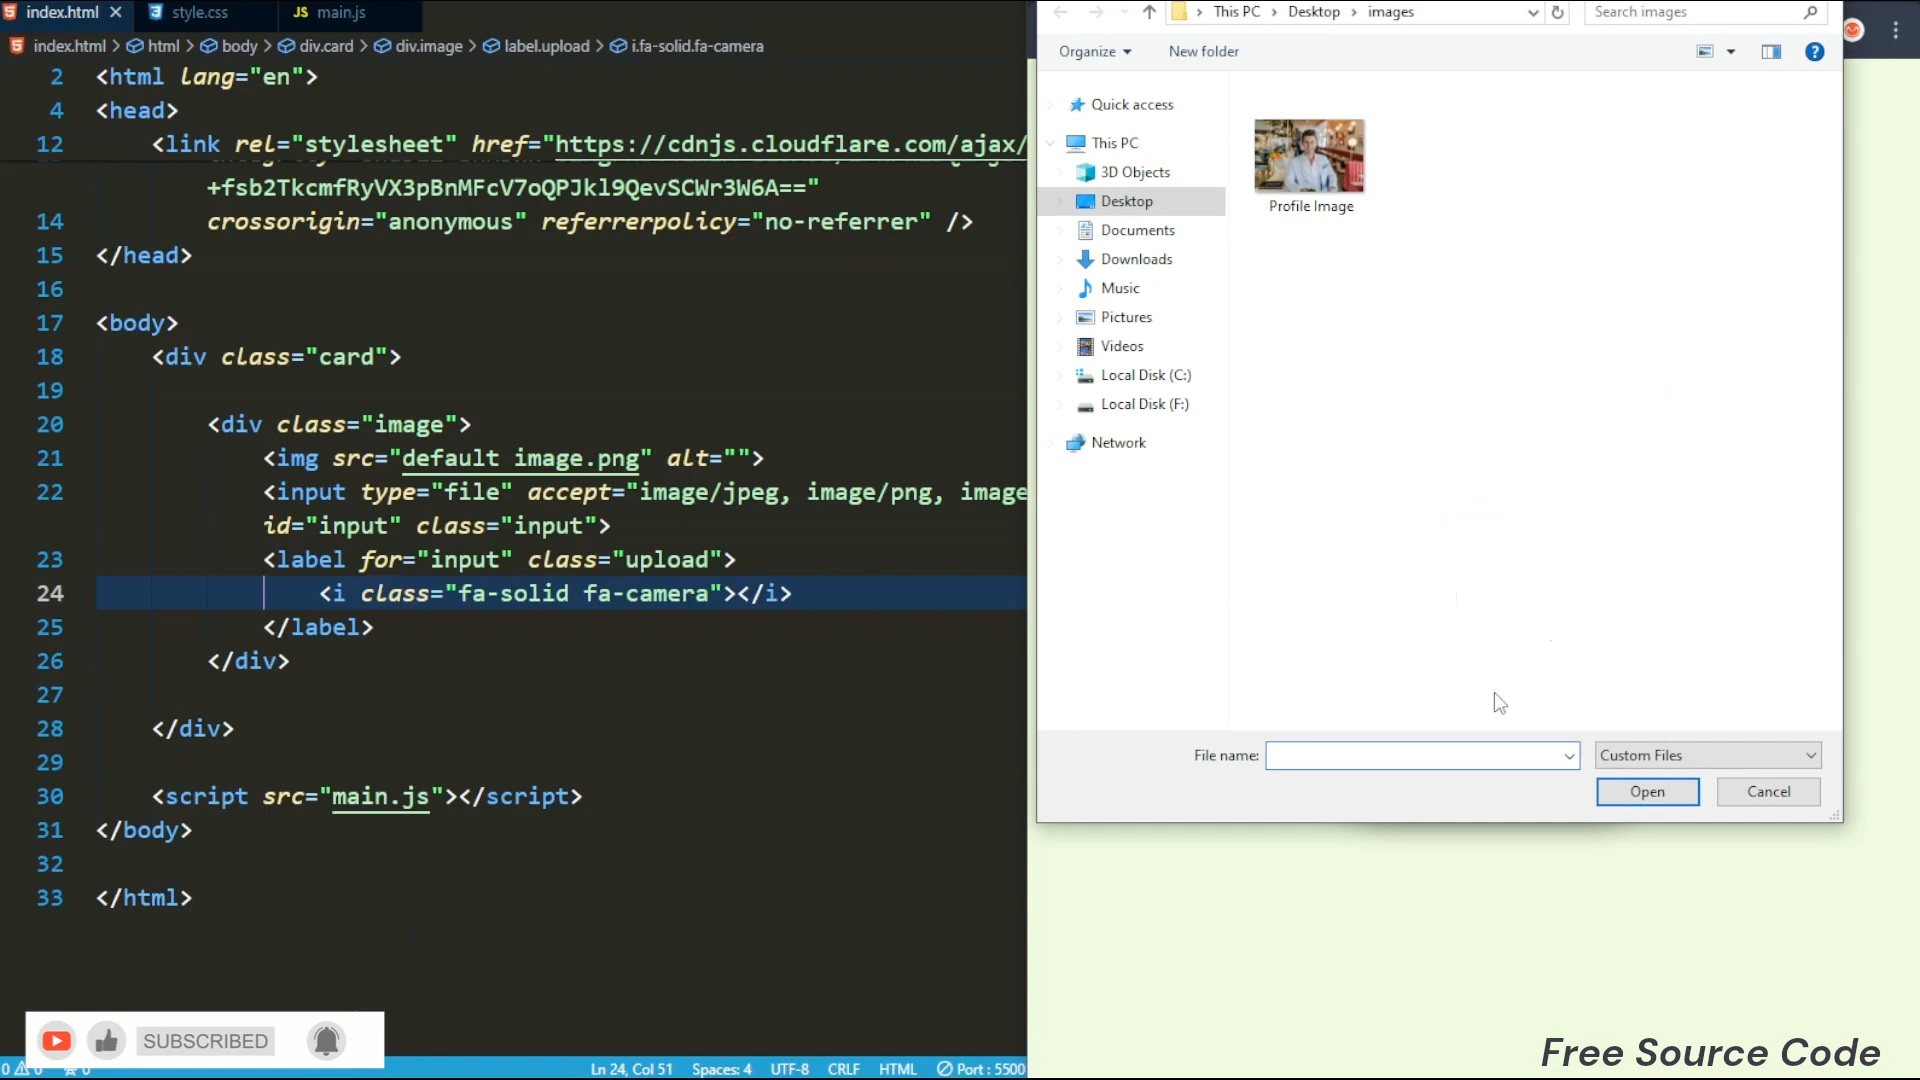 index.html
style.css
JS main.js
index.html > html > body > div.card > div.image > label.upload > i.fa-solid.fa-camera
2 <html lang="en">
4 <head>
12 <link rel="stylesheet" href="https://cdnjs.cloudflare.com/ajax/
+fsb2TkcmfRyVX3pBnMFcV7oQPJkl9QevSCWr3W6A=="
14 crossorigin="anonymous" referrerpolicy="no-referrer" />
15 </head>
16
17 <body>
18 <div class="card">
19
20 <div class="image">
21 <img src="default image.png" alt="">
22 <input type="file" accept="image/jpeg, image/png, image
id="input" class="input">
23 <label for="input" class="upload">
24 <i class="fa-solid fa-camera"></i>
25 </label>
26 </div>
27
28 </div>
29
30 <script src="main.js"></script>
31 </body>
32
33 </html>
SUBSCRIBED
Ln 24, Col 51 Spaces: 4 UTF-8 CRLF HTML Port : 5500
This PC > Desktop > images
Search images
Organize
New folder
Quick access
This PC
3D Objects
Desktop
Documents
Downloads
Music
Pictures
Videos
Local Disk (C:)
Local Disk (F:)
Network
Profile Image
File name:
Custom Files
Open
Cancel
Free Source Code